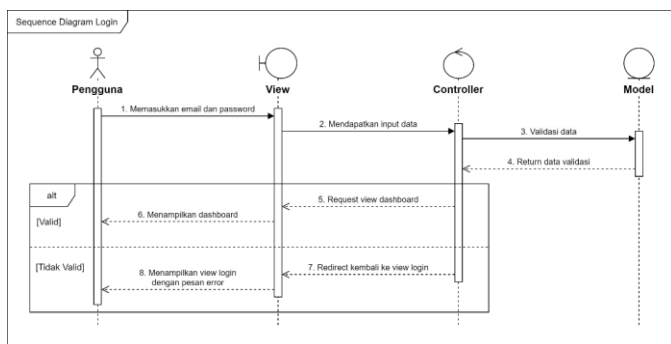 Sequence Diagram Login
Pengguna
View
Controller
Model
1. Memasukkan email dan password
2. Mendapatkan input data
3. Validasi data
4. Return data validasi
alt
5. Request view dashboard
[Valid]
6. Menampilkan dashboard
[Tidak Valid]
7. Redirect kembali ke view login
8. Menampilkan view login
dengan pesan error